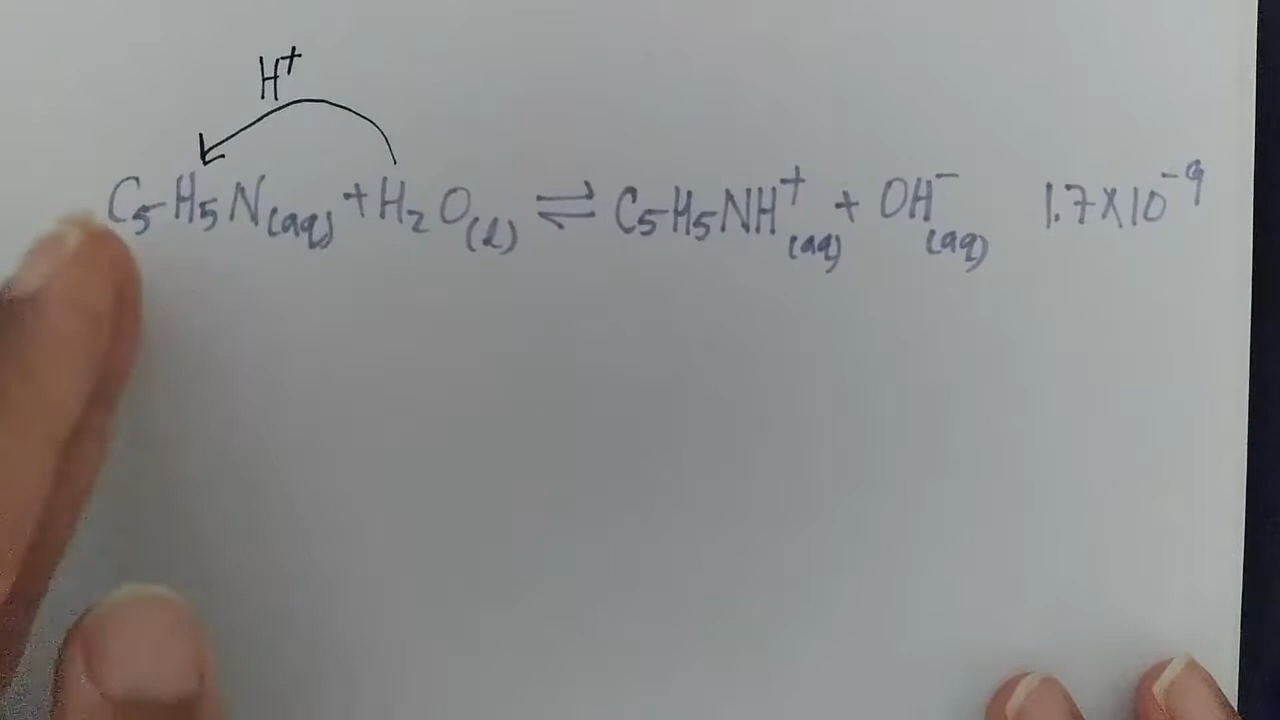 H⁺
C₅H₅N₍aq₎ + H₂O₍l₎ ⇌ C₅H₅NH⁺₍aq₎ + OH⁻₍aq₎ 1.7×10⁻⁹